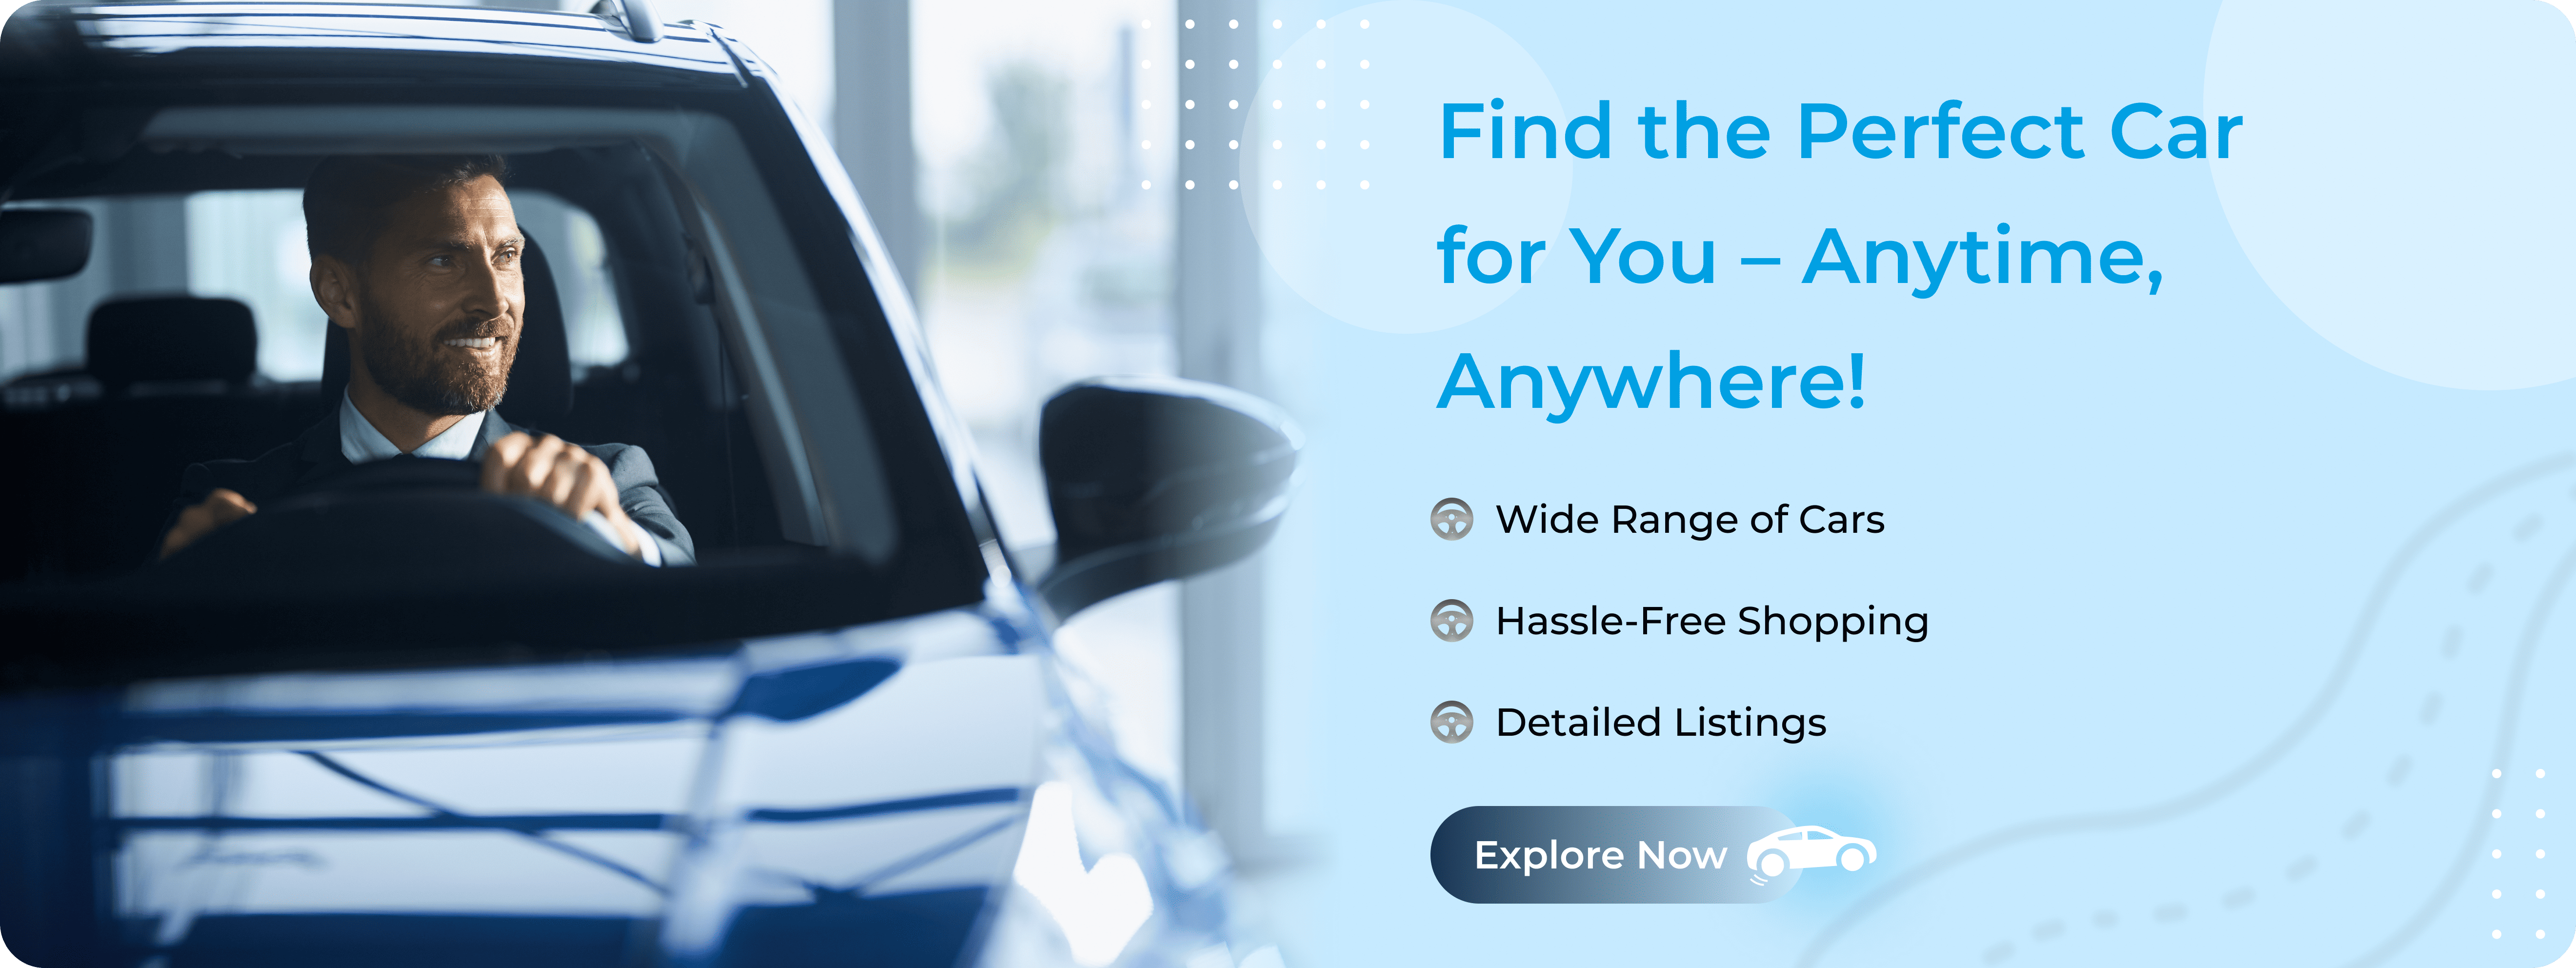 Find the Perfect Car
for You – Anytime,
Anywhere!
Wide Range of Cars
Hassle-Free Shopping
Detailed Listings
Explore Now